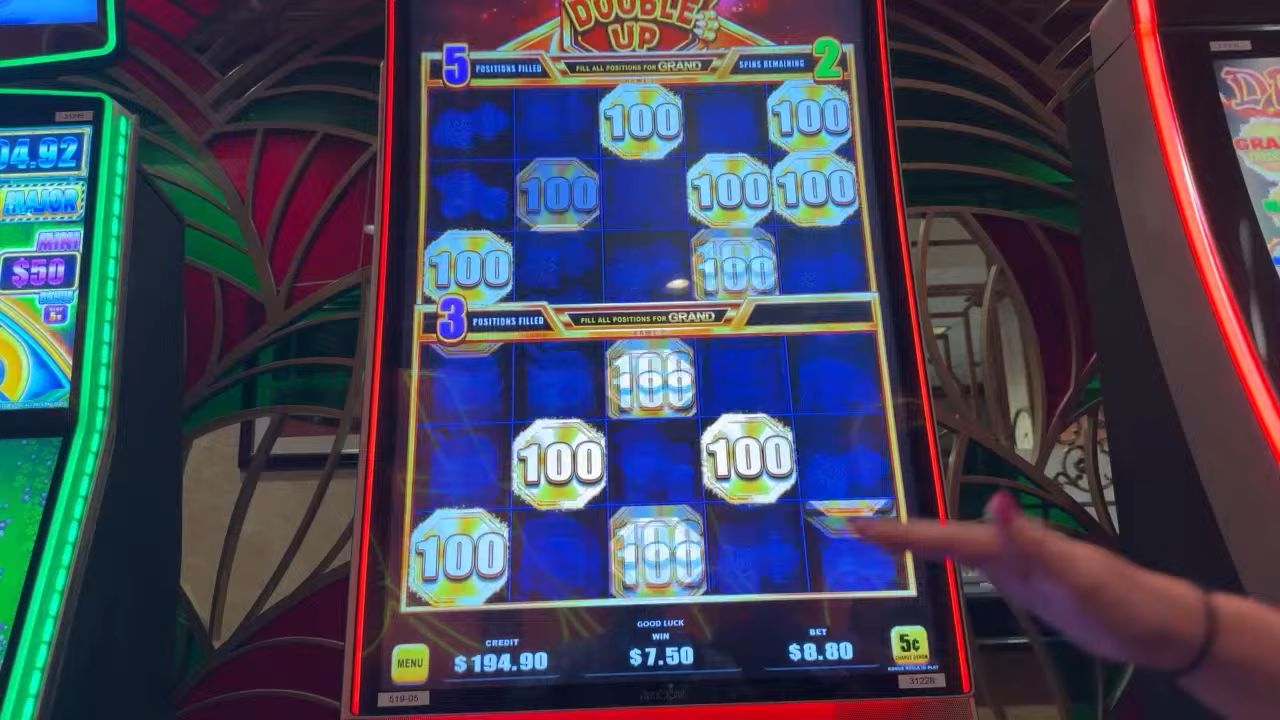 DOUBLE
UP
5 POSITIONS FILLED FILL ALL POSITIONS FOR GRAND SPINS REMAINING 2
100 100
100 100 100
100 100
3 POSITIONS FILLED FILL ALL POSITIONS FOR GRAND
100
100 100
100 100
GOOD LUCK
CREDIT WIN BET
MENU $194.90 $7.50 $8.80 5¢
519-05 31228
04.92
MAJOR
MINI
$50
GRA